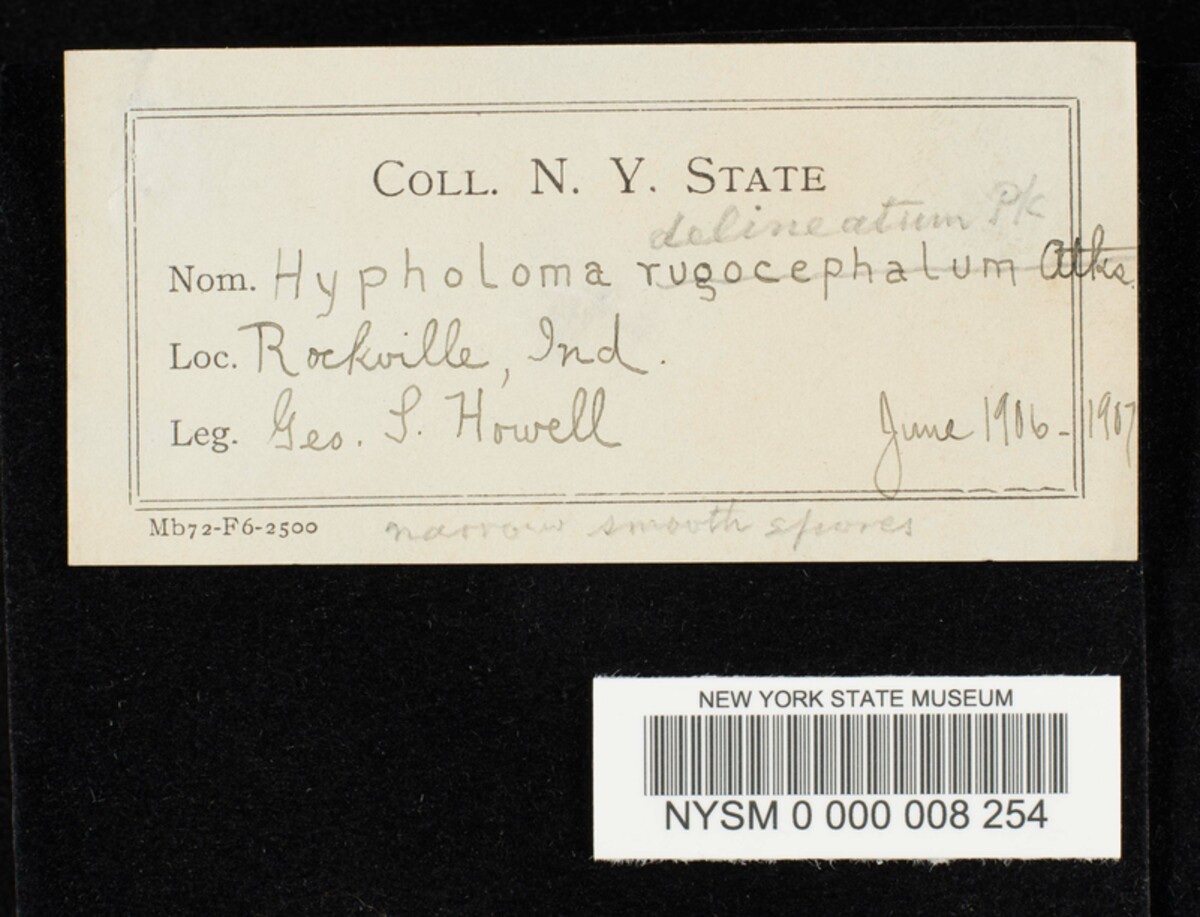 COLL. N. Y. STATE
delineatum Pk
Nom. Hypholoma rugocephalum Atks.
Loc. Rockville, Ind.
Leg. Geo. S. Howell June 1906-1907
Mb72-F6-2500 narrow smooth spores
NEW YORK STATE MUSEUM
NYSM 0 000 008 254